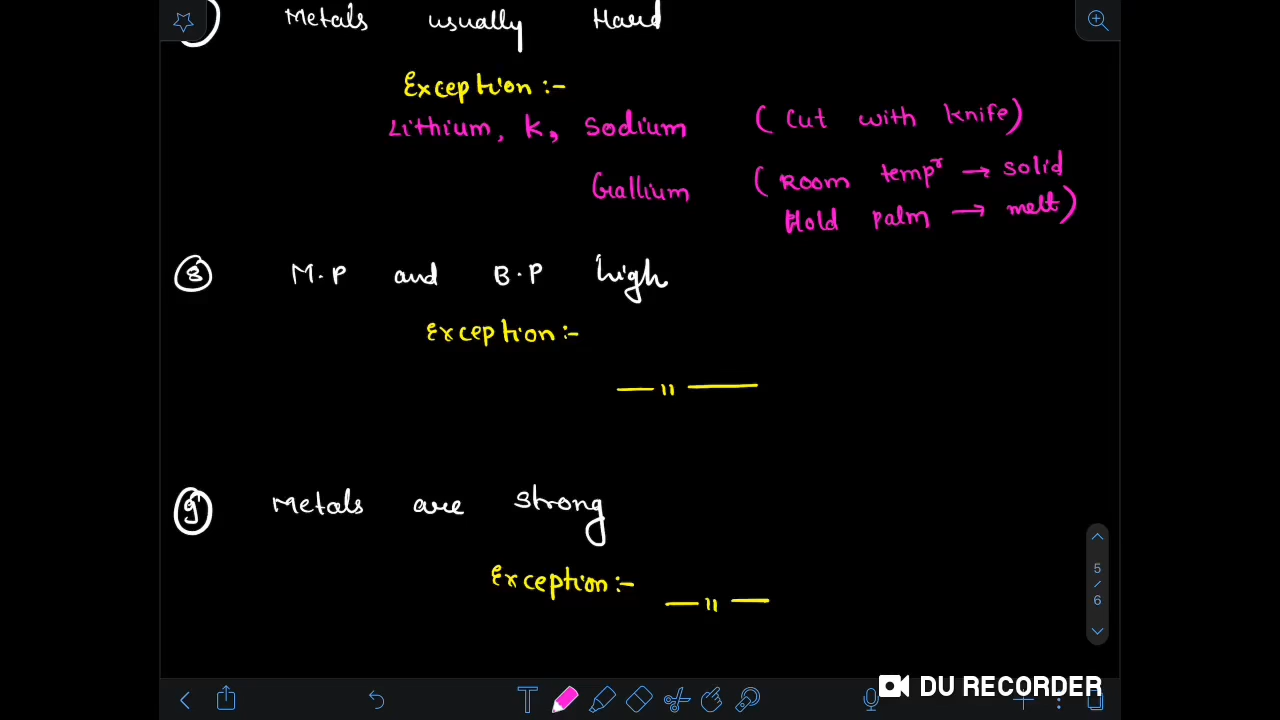 Metals usually Hard
Exception :-
Lithium, K, Sodium (Cut with knife)
Gallium (Room tempr → solid
Hold palm → melt)
8 M.P and B.P high
Exception :-
— " —
9 Metals are strong
Exception :-
— " —
5
/
6
T
DU RECORDER